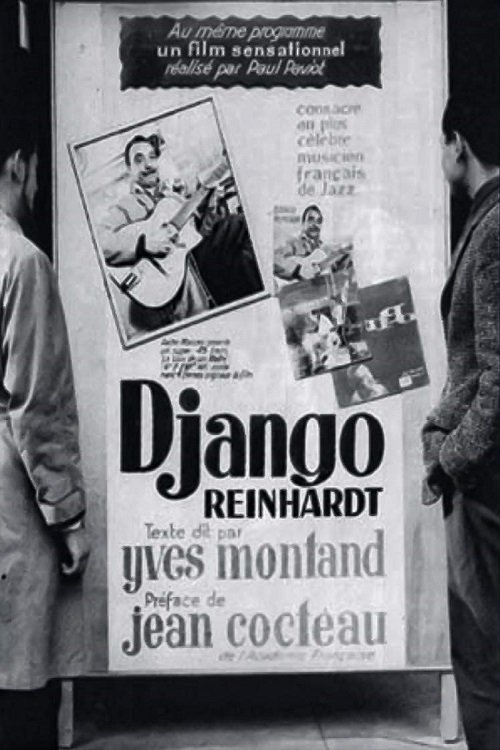 Au même programme
un film sensationnel
réalisé par Paul Paviot
consacré
au plus
célèbre
musicien
français
de Jazz
Django
REINHARDT
Texte dit par
yves montand
Préface de
jean cocteau
de l'Académie Française